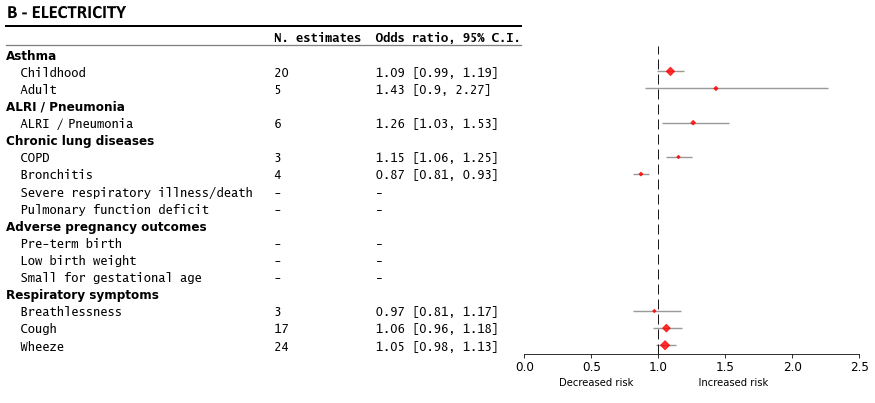 B - ELECTRICITY
N. estimates Odds ratio, 95% C.I.
Asthma
Childhood 20 1.09 [0.99, 1.19]
Adult 5 1.43 [0.9, 2.27]
ALRI / Pneumonia
ALRI / Pneumonia 6 1.26 [1.03, 1.53]
Chronic lung diseases
COPD 3 1.15 [1.06, 1.25]
Bronchitis 4 0.87 [0.81, 0.93]
Severe respiratory illness/death – –
Pulmonary function deficit – –
Adverse pregnancy outcomes
Pre-term birth – –
Low birth weight – –
Small for gestational age – –
Respiratory symptoms
Breathlessness 3 0.97 [0.81, 1.17]
Cough 17 1.06 [0.96, 1.18]
Wheeze 24 1.05 [0.98, 1.13]
0.0 0.5 1.0 1.5 2.0 2.5
Decreased risk Increased risk